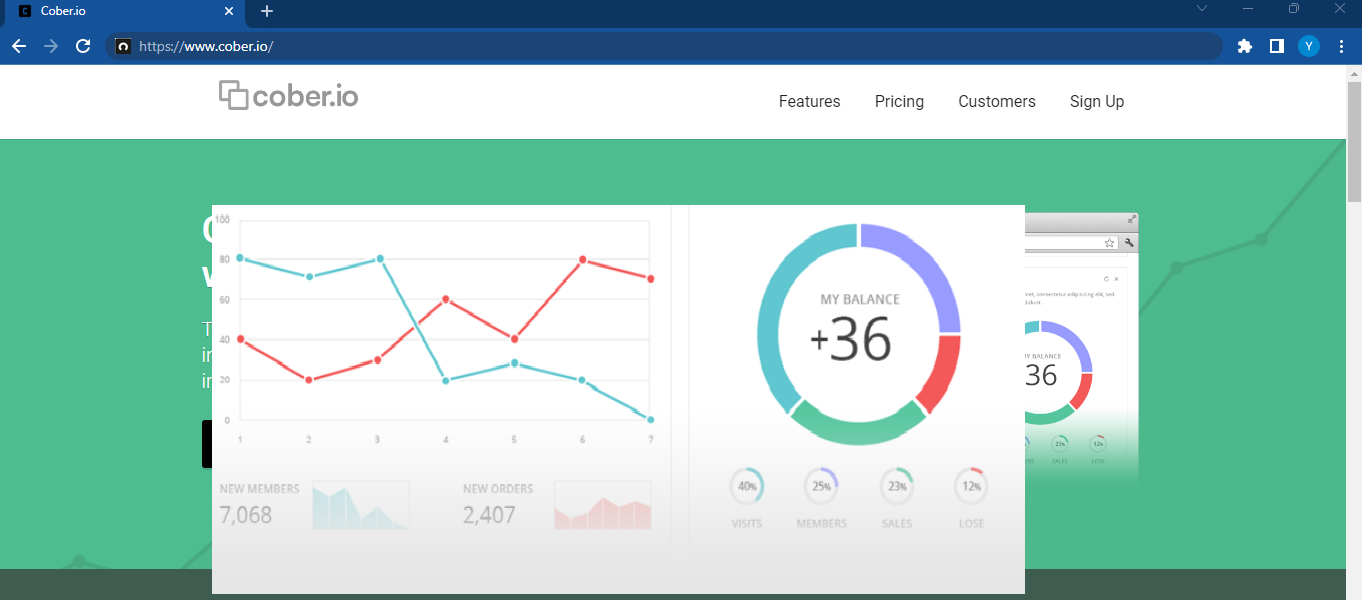 Cober.io
https://www.cober.io/
Y
cober.io
Features Pricing Customers Sign Up
100
80
60
40
20
0
1 2 3 4 5 6 7
NEW MEMBERS
7,068
NEW ORDERS
2,407
MY BALANCE
+36
40% 25% 23% 12%
VISITS MEMBERS SALES LOSE
MY BALANCE
36
23% 12%
SALES LOSE